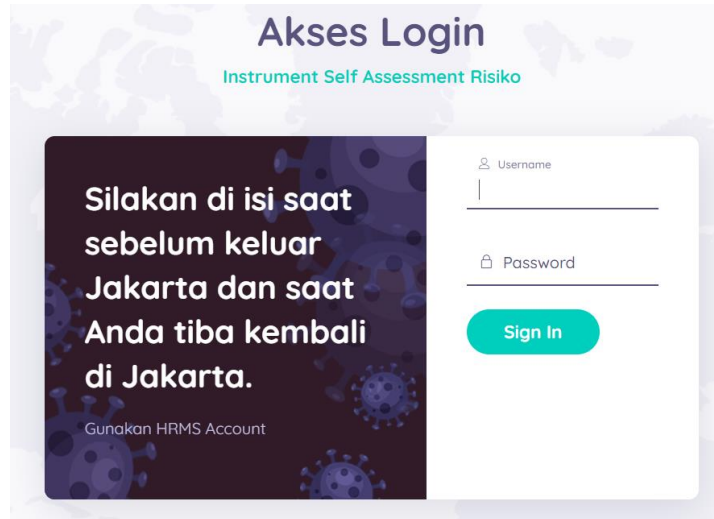 Akses Login
Instrument Self Assessment Risiko
Silakan di isi saat
sebelum keluar
Jakarta dan saat
Anda tiba kembali
di Jakarta.
Gunakan HRMS Account
Username
Password
Sign In